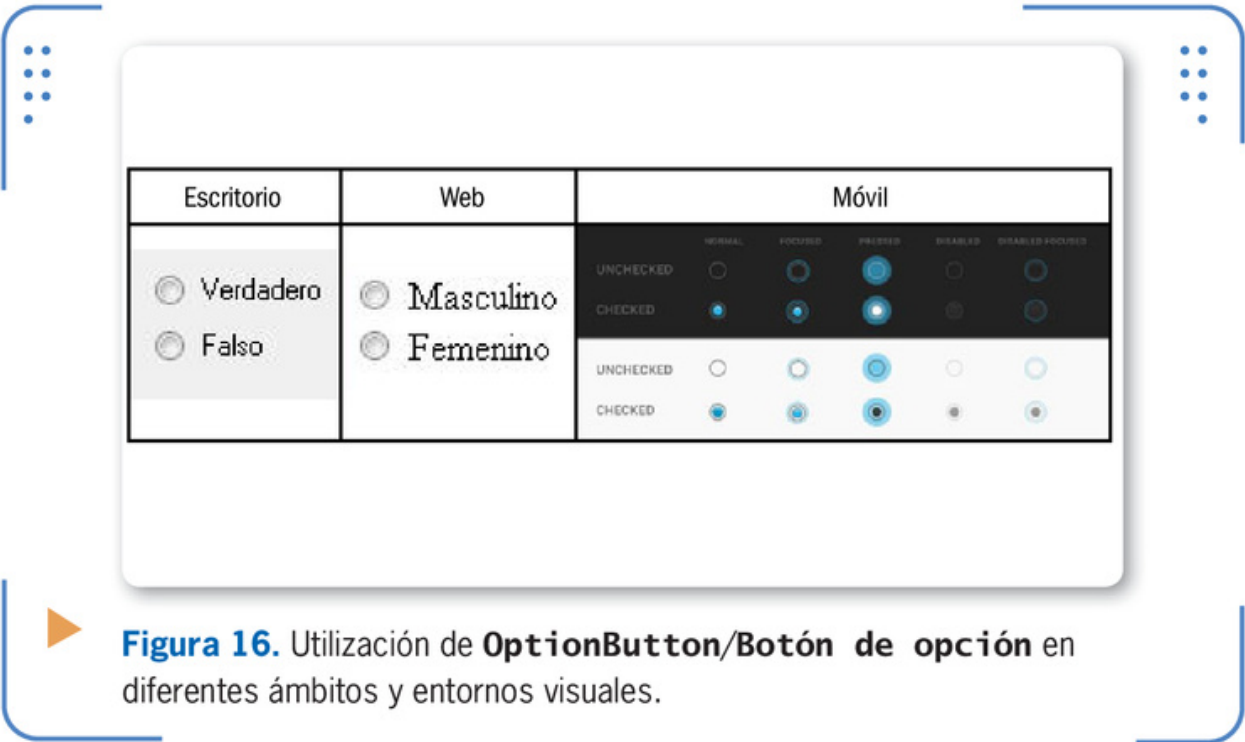 Escritorio Web Móvil
NORMAL FOCUSED PRESSED DISABLED DISABLED FOCUSED
Verdadero Masculino UNCHECKED
CHECKED
Falso Femenino UNCHECKED
CHECKED
Figura 16. Utilización de OptionButton/Botón de opción en
diferentes ámbitos y entornos visuales.